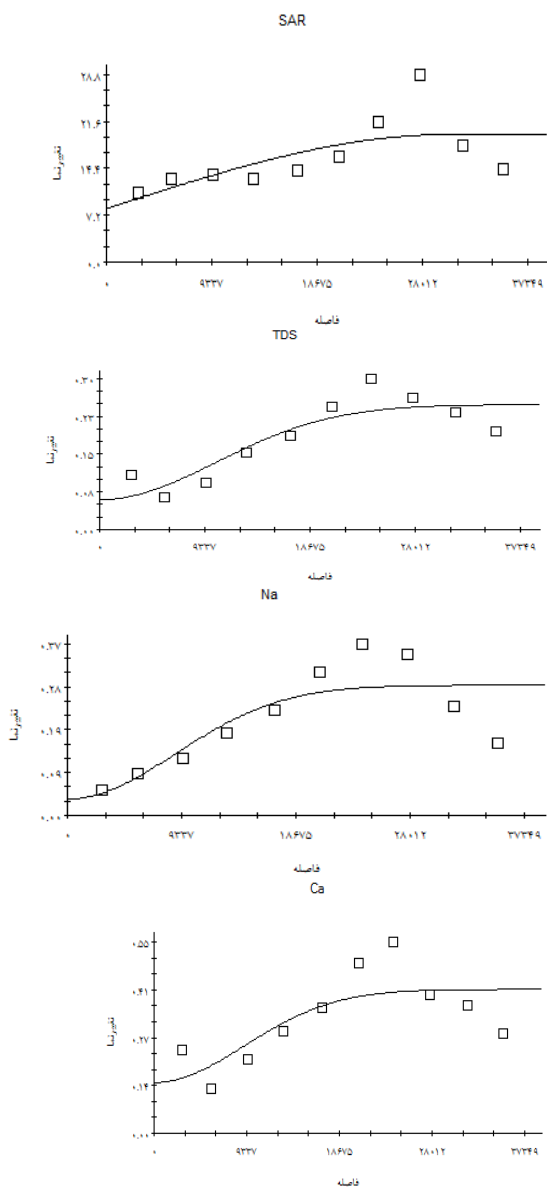 SAR
۲۸.۸
۲۱.۶
۱۴.۴
۷.۲
۰.۰
تغییرنما
۰ ۹۳۳۷ ۱۸۶۷۵ ۲۸۰۱۲ ۳۷۳۴۹
فاصله
TDS
۰.۳۰
۰.۲۳
۰.۱۵
۰.۰۸
۰.۰۰
تغییرنما
۰ ۹۳۳۷ ۱۸۶۷۵ ۲۸۰۱۲ ۳۷۳۴۹
فاصله
Na
۰.۳۷
۰.۲۸
۰.۱۹
۰.۰۹
۰.۰۰
تغییرنما
۰ ۹۳۳۷ ۱۸۶۷۵ ۲۸۰۱۲ ۳۷۳۴۹
فاصله
Ca
۰.۵۵
۰.۴۱
۰.۲۷
۰.۱۴
۰.۰۰
تغییرنما
۰ ۹۳۳۷ ۱۸۶۷۵ ۲۸۰۱۲ ۳۷۳۴۹
فاصله